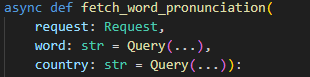 async def fetch_word_pronunciation(
    request: Request,
    word: str = Query(...),
    country: str = Query(...)):